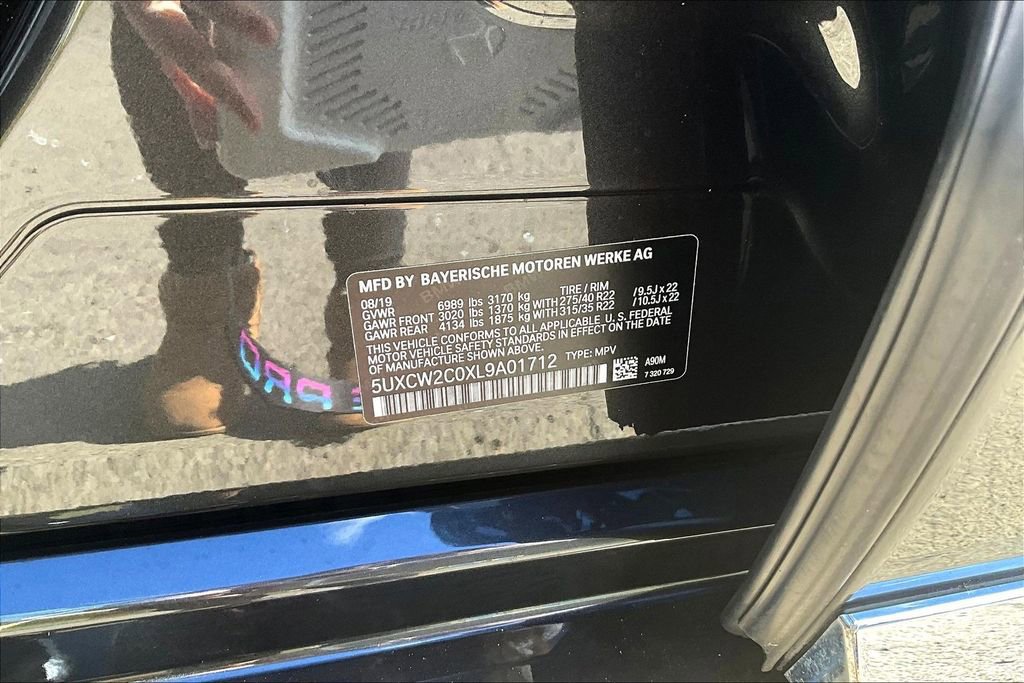 MFD BY BAYERISCHE MOTOREN WERKE AG
08/19 TIRE / RIM
GVWR 6989 lbs 3170 kg
GAWR FRONT 3020 lbs 1370 kg WITH 275/40 R22 /9.5J x 22
GAWR REAR 4134 lbs 1875 kg WITH 315/35 R22 /10.5J x 22
THIS VEHICLE CONFORMS TO ALL APPLICABLE U. S. FEDERAL
MOTOR VEHICLE SAFETY STANDARDS IN EFFECT ON THE DATE
OF MANUFACTURE SHOWN ABOVE.
5UXCW2C0XL9A01712 TYPE: MPV
A90M
7 320 729